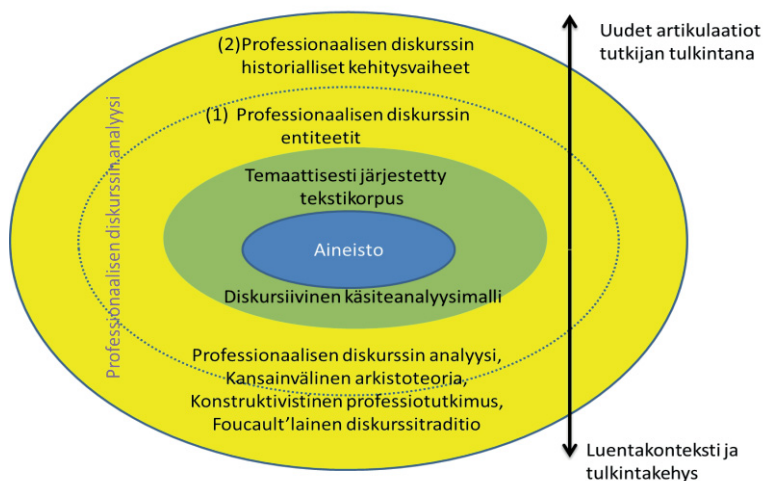 Uudet artikulaatiot
tutkijan tulkintana
(2)Professionaalisen diskurssin
historialliset kehitysvaiheet
(1) Professionaalisen diskurssin
entiteetit
Professionaalisen diskurssin analyysi
Temaattisesti järjestetty
tekstikorpus
Aineisto
Diskursiivinen käsiteanalyysimalli
Professionaalisen diskurssin analyysi,
Kansainvälinen arkistoteoria,
Konstruktivistinen professiotutkimus,
Foucault’lainen diskurssitraditio
Luentakonteksti ja
tulkintakehys